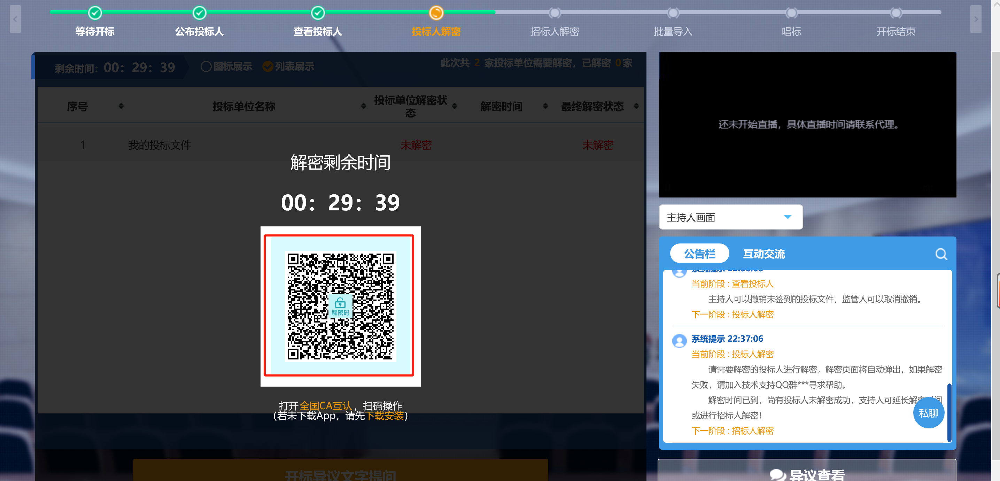 等待开标
公布投标人
查看投标人
投标人解密
招标人解密
批量导入
唱标
开标结束
剩余时间：00：29：39
图标展示
列表展示
此次共 2 家投标单位需要解密，已解密 0 家
序号
投标单位名称
投标单位解密状态
解密时间
最终解密状态
1
我的投标文件
未解密
未解密
解密剩余时间
00：29：39
解密码
打开全国CA互认，扫码操作
（若未下载App，请先下载安装）
开标异议文字提问
还未开始直播，具体直播时间请联系代理。
主持人画面
公告栏
互动交流
当前阶段 : 查看投标人
主持人可以撤销未签到的投标文件，监管人可以取消撤销。
下一阶段 : 投标人解密
系统提示 22:37:06
当前阶段 : 投标人解密
请需要解密的投标人进行解密，解密页面将自动弹出，如果解密
失败，请加入技术支持QQ群***寻求帮助。
解密时间已到，尚有投标人未解密成功，支持人可延长解密时间
或进行招标人解密！
下一阶段 : 招标人解密
私聊
异议查看